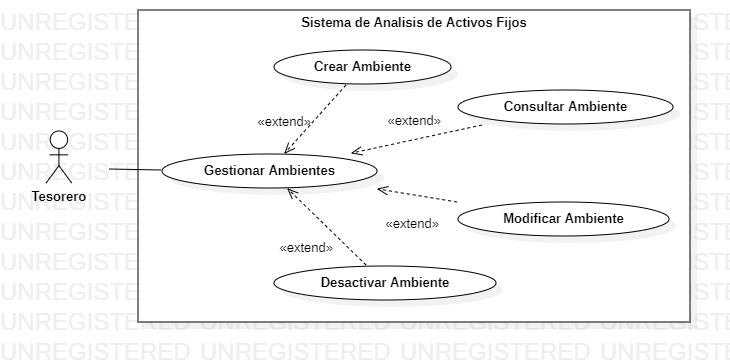 Sistema de Analisis de Activos Fijos
Crear Ambiente
Consultar Ambiente
«extend»
«extend»
Gestionar Ambientes
Tesorero
Modificar Ambiente
«extend»
«extend»
Desactivar Ambiente
UNREGISTERED UNREGISTERED UNREGISTERED UNREGISTERED